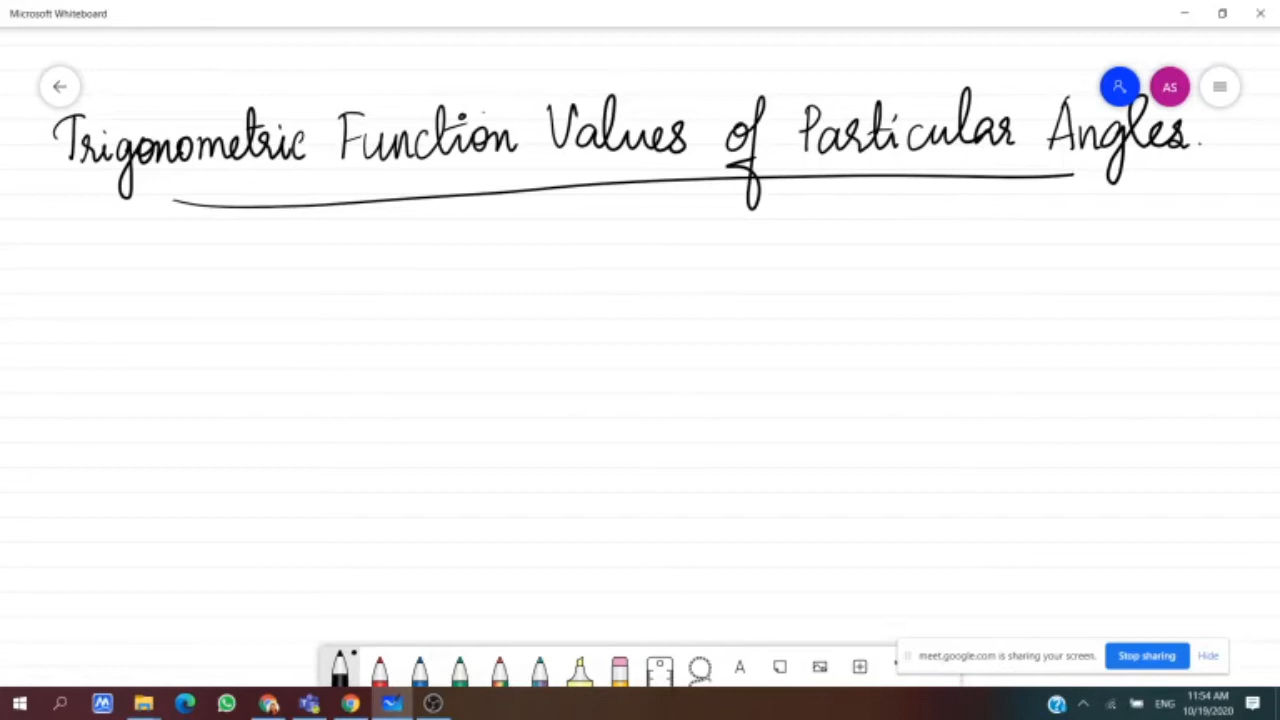 Microsoft Whiteboard
AS
Trigonometric Function Values of Particular Angles.
A
meet.google.com is sharing your screen. Stop sharing Hide
ENG
11:54 AM
10/19/2020